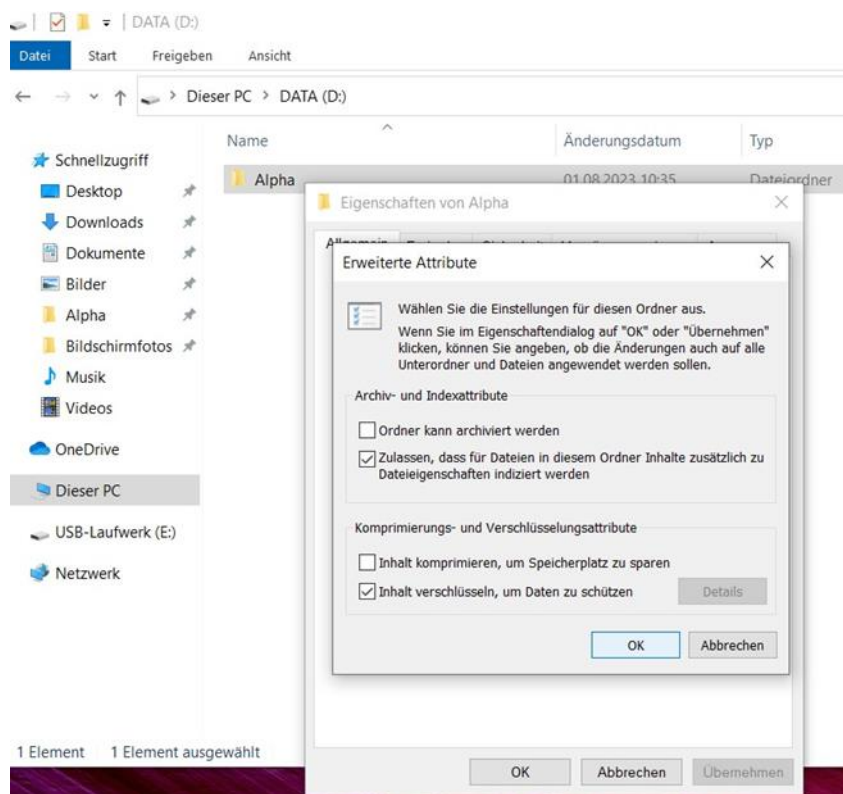 DATA (D:)
Datei Start Freigeben Ansicht
Dieser PC > DATA (D:)
Name Änderungsdatum Typ
Schnellzugriff
Alpha 01.08.2023 10:35 Dateiordner
Desktop
Downloads
Dokumente
Bilder
Alpha
Bildschirmfotos
Musik
Videos
OneDrive
Dieser PC
USB-Laufwerk (E:)
Netzwerk
1 Element 1 Element ausgewählt
Eigenschaften von Alpha
Erweiterte Attribute
Wählen Sie die Einstellungen für diesen Ordner aus.
Wenn Sie im Eigenschaftendialog auf "OK" oder "Übernehmen"
klicken, können Sie angeben, ob die Änderungen auch auf alle
Unterordner und Dateien angewendet werden sollen.
Archiv- und Indexattribute
Ordner kann archiviert werden
Zulassen, dass für Dateien in diesem Ordner Inhalte zusätzlich zu
Dateieigenschaften indiziert werden
Komprimierungs- und Verschlüsselungsattribute
Inhalt komprimieren, um Speicherplatz zu sparen
Inhalt verschlüsseln, um Daten zu schützen Details
OK Abbrechen
OK Abbrechen Übernehmen